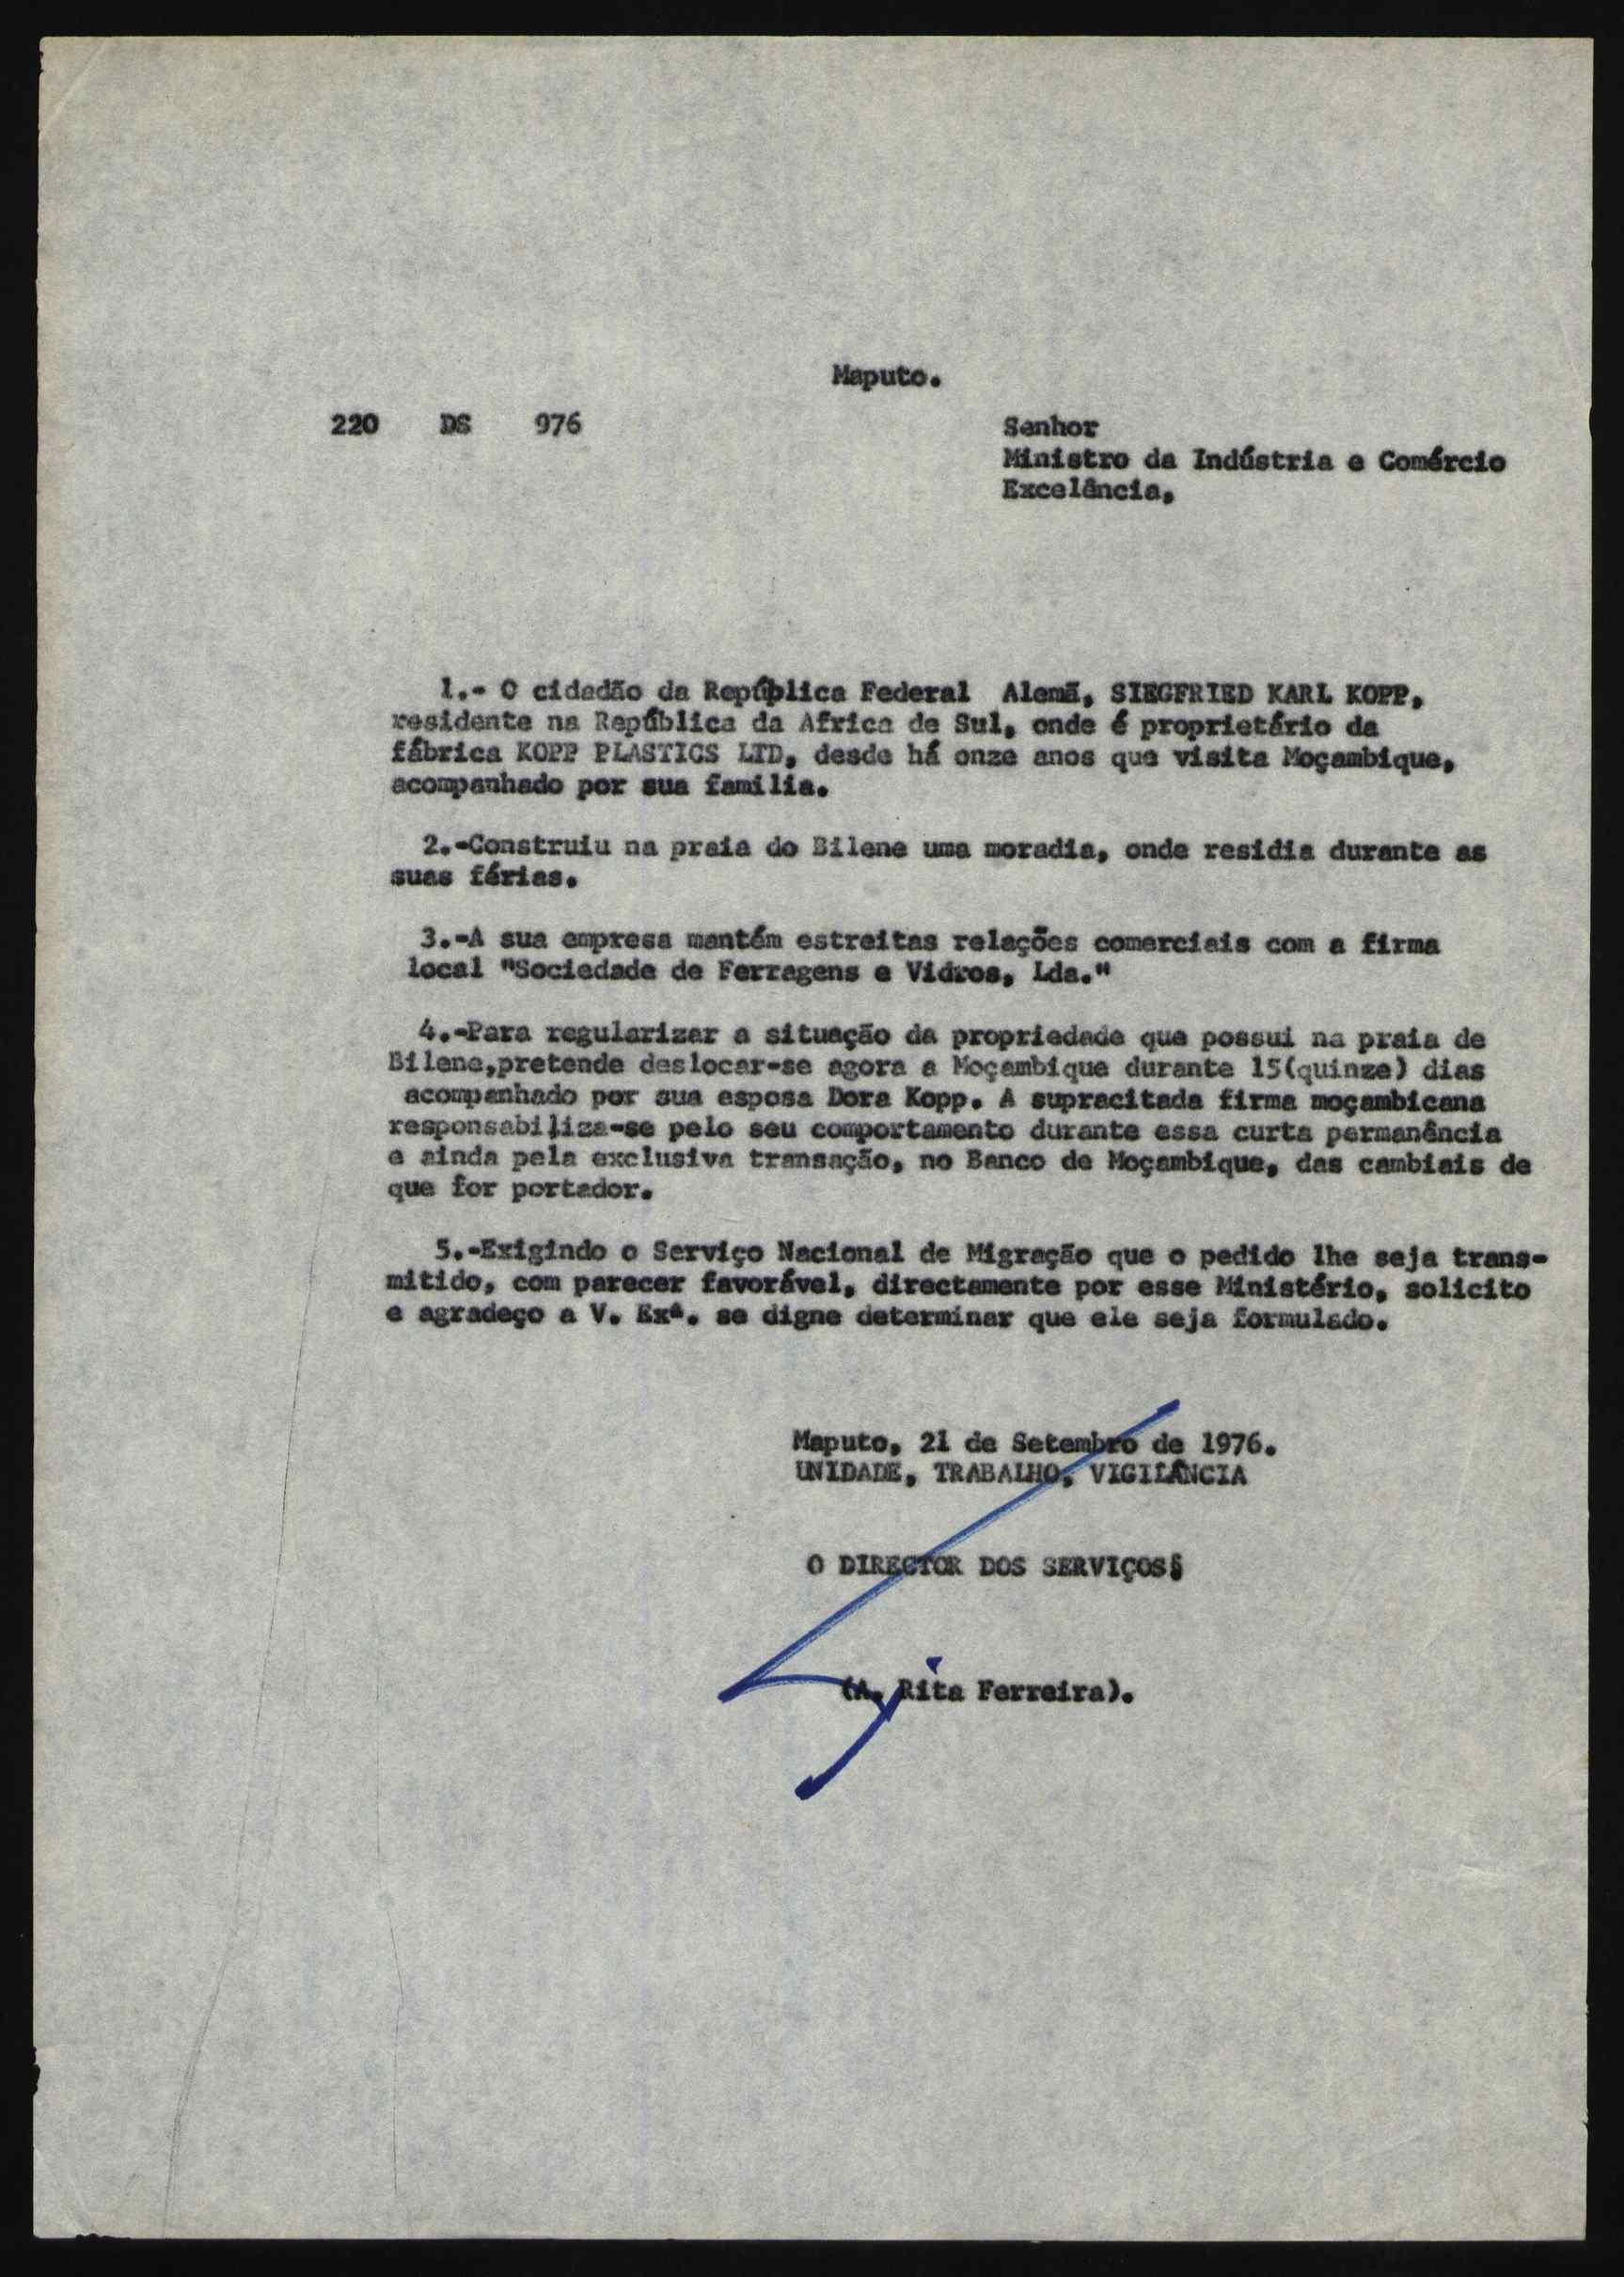 Maputo.
220 DS 976
Senhor
Ministro da Indústria e Comércio
Excelência,
1.- O cidadão da República Federal Alemã, SIEGFRIED KARL KOPP,
residente na República da Africa de Sul, onde é proprietário da
fábrica KOPP PLASTICS LTD, desde há onze anos que visita Moçambique,
acompanhado por sua familia.
2.-Construiu na praia do Bilene uma moradia, onde residia durante as
suas férias.
3.-A sua empresa mantém estreitas relações comerciais com a firma
local "Sociedade de Ferragens e Vidros, Lda."
4.-Para regularizar a situação da propriedade que possui na praia de
Bilene,pretende deslocar-se agora a Moçambique durante 15(quinze) dias
acompanhado por sua esposa Dora Kopp. A supracitada firma moçambicana
responsabiliza-se pelo seu comportamento durante essa curta permanência
e ainda pela exclusiva transação, no Banco de Moçambique, das cambiais de
que for portador.
5.-Exigindo o Serviço Nacional de Migração que o pedido lhe seja trans-
mitido, com parecer favorável, directamente por esse Ministério, solicito
e agradeço a V. Exª. se digne determinar que ele seja formulado.
Maputo, 21 de Setembro de 1976.
UNIDADE, TRABALHO, VIGILÂNCIA
O DIRECTOR DOS SERVIÇOS§
(A. Rita Ferreira).